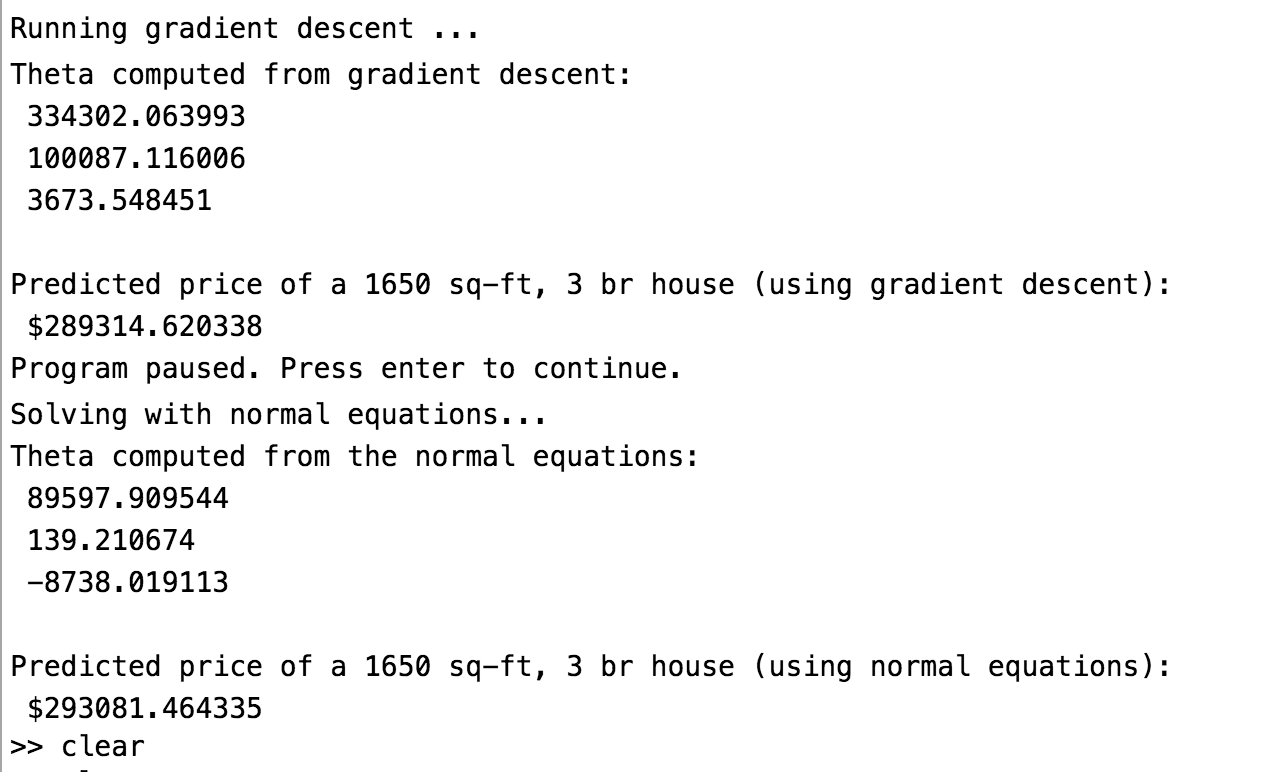 Running gradient descent ...
Theta computed from gradient descent:
334302.063993
100087.116006
3673.548451
Predicted price of a 1650 sq-ft, 3 br house (using gradient descent):
$289314.620338
Program paused. Press enter to continue.
Solving with normal equations...
Theta computed from the normal equations:
89597.909544
139.210674
-8738.019113
Predicted price of a 1650 sq-ft, 3 br house (using normal equations):
$293081.464335
>> clear